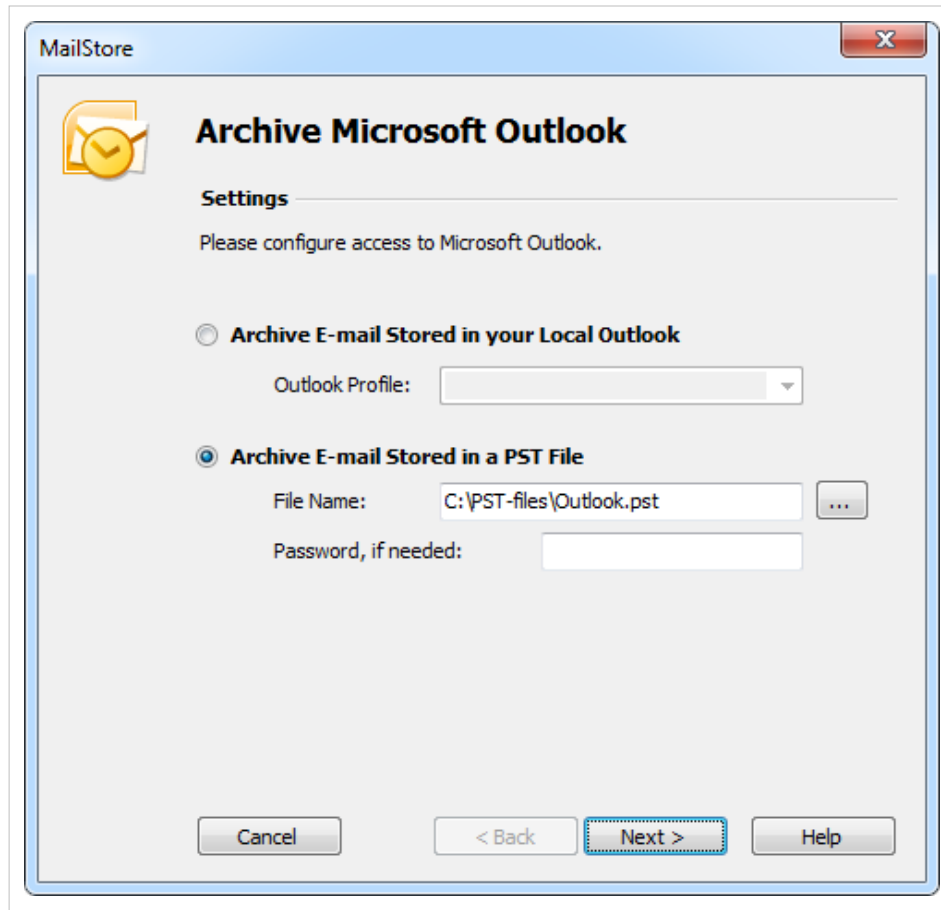 MailStore
Archive Microsoft Outlook
Settings
Please configure access to Microsoft Outlook.
Archive E-mail Stored in your Local Outlook
Outlook Profile:
Archive E-mail Stored in a PST File
File Name: C:\PST-files\Outlook.pst ...
Password, if needed:
Cancel < Back Next > Help